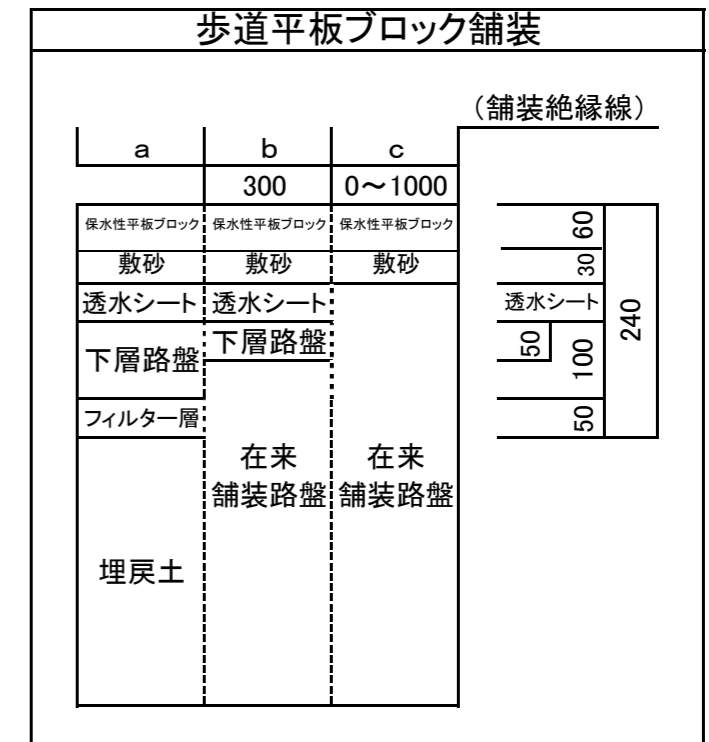 歩道平板ブロック舗装
(舗装絶縁線)
a b c
300 0～1000
保水性平板ブロック 保水性平板ブロック 保水性平板ブロック 60
敷砂 敷砂 敷砂 30
透水シート 透水シート 透水シート
240
下層路盤 下層路盤 50 100
フィルター層 50
在来 在来
舗装路盤 舗装路盤
埋戻土